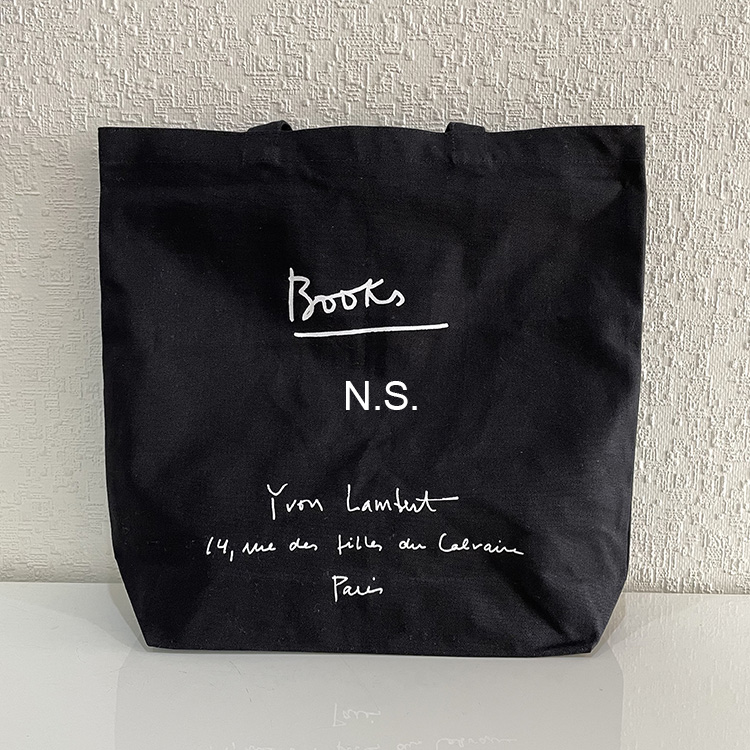 Books
N.S.
Yvon Lambert
14, rue des filles du Calvaire
Paris